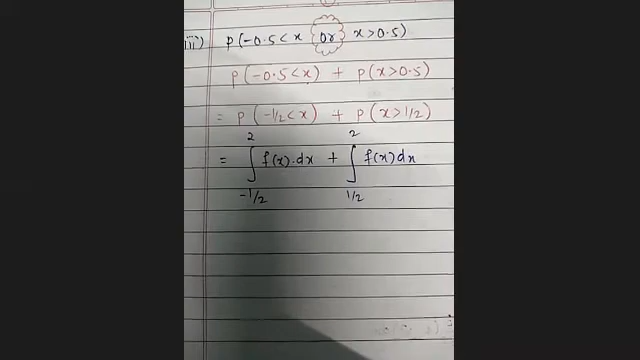 iii) P(-0.5 < x or x > 0.5)
P(-0.5 < x) + P(x > 0.5)
= P(-1/2 < x) + P(x > 1/2)
= ∫_{-1/2}^{2} f(x).dx + ∫_{1/2}^{2} f(x)dx